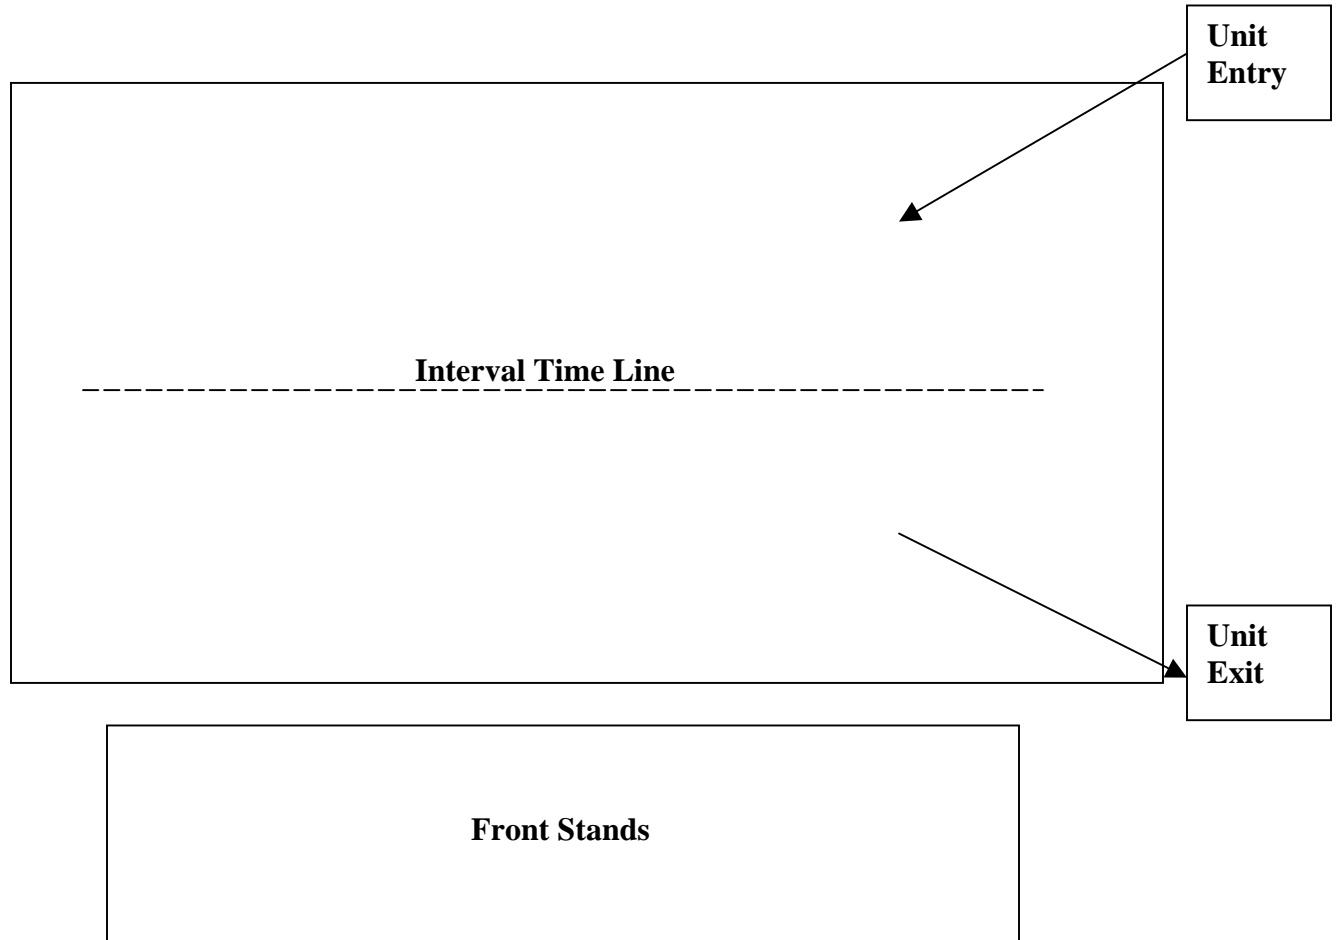 Unit
Entry
Interval Time Line
Unit
Exit
Front Stands